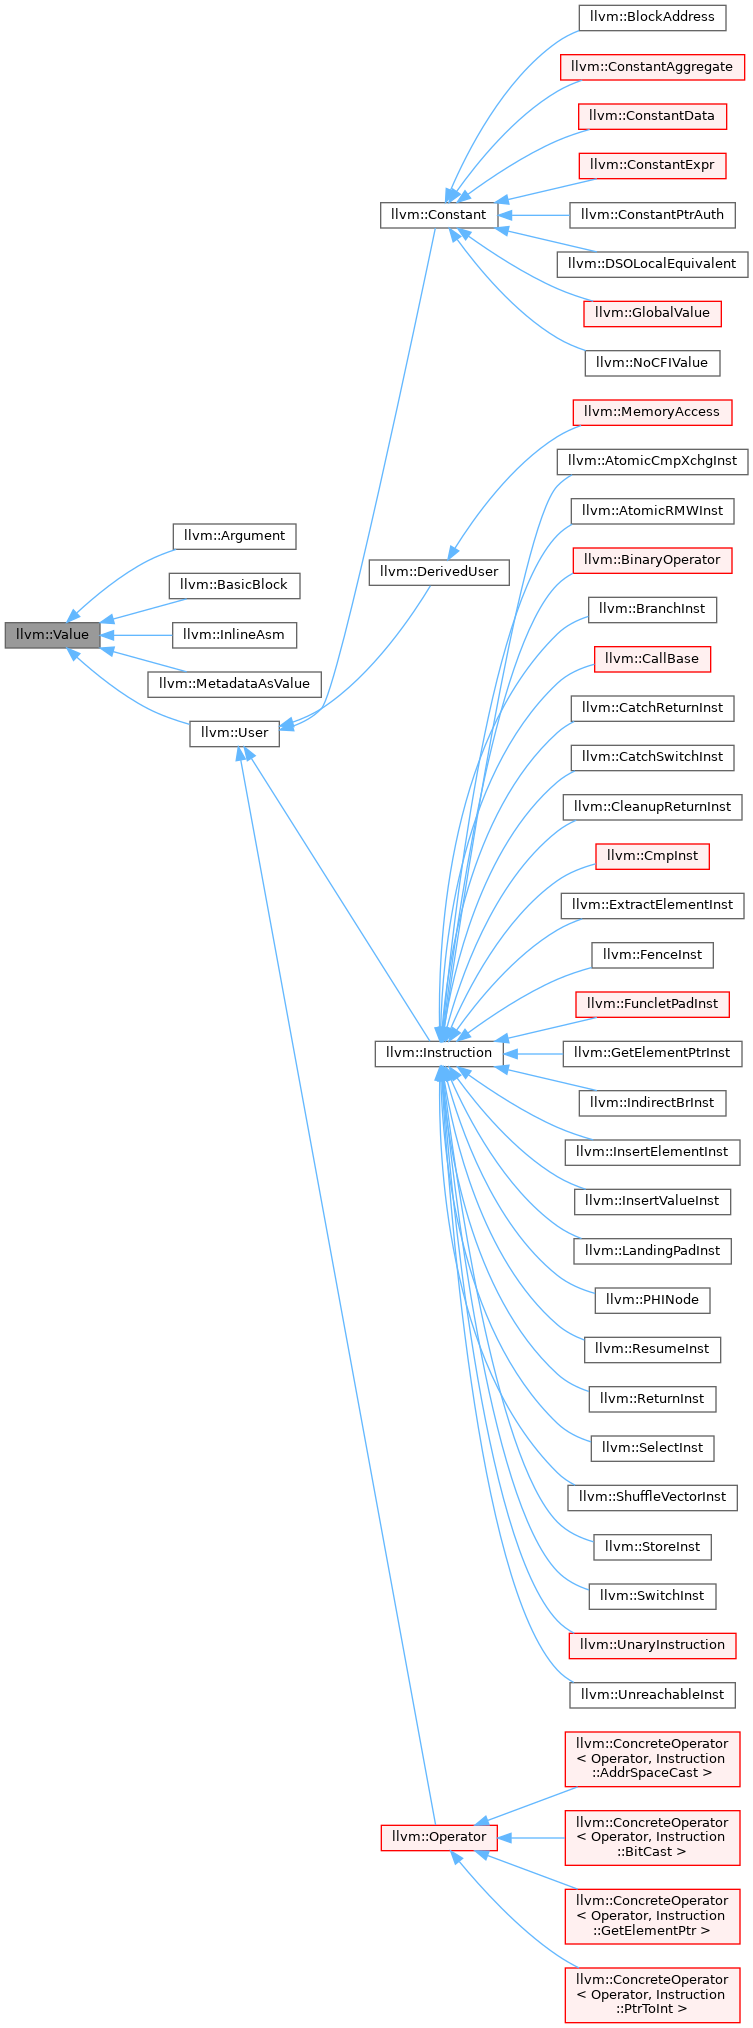 llvm::BlockAddress
llvm::ConstantAggregate
llvm::ConstantData
llvm::ConstantExpr
llvm::Constant
llvm::ConstantPtrAuth
llvm::DSOLocalEquivalent
llvm::GlobalValue
llvm::NoCFIValue
llvm::MemoryAccess
llvm::AtomicCmpXchgInst
llvm::AtomicRMWInst
llvm::Argument
llvm::BinaryOperator
llvm::DerivedUser
llvm::BasicBlock
llvm::BranchInst
llvm::Value
llvm::InlineAsm
llvm::CallBase
llvm::MetadataAsValue
llvm::CatchReturnInst
llvm::User
llvm::CatchSwitchInst
llvm::CleanupReturnInst
llvm::CmpInst
llvm::ExtractElementInst
llvm::FenceInst
llvm::FuncletPadInst
llvm::Instruction
llvm::GetElementPtrInst
llvm::IndirectBrInst
llvm::InsertElementInst
llvm::InsertValueInst
llvm::LandingPadInst
llvm::PHINode
llvm::ResumeInst
llvm::ReturnInst
llvm::SelectInst
llvm::ShuffleVectorInst
llvm::StoreInst
llvm::SwitchInst
llvm::UnaryInstruction
llvm::UnreachableInst
llvm::ConcreteOperator
< Operator, Instruction
::AddrSpaceCast >
llvm::Operator
llvm::ConcreteOperator
< Operator, Instruction
::BitCast >
llvm::ConcreteOperator
< Operator, Instruction
::GetElementPtr >
llvm::ConcreteOperator
< Operator, Instruction
::PtrToInt >